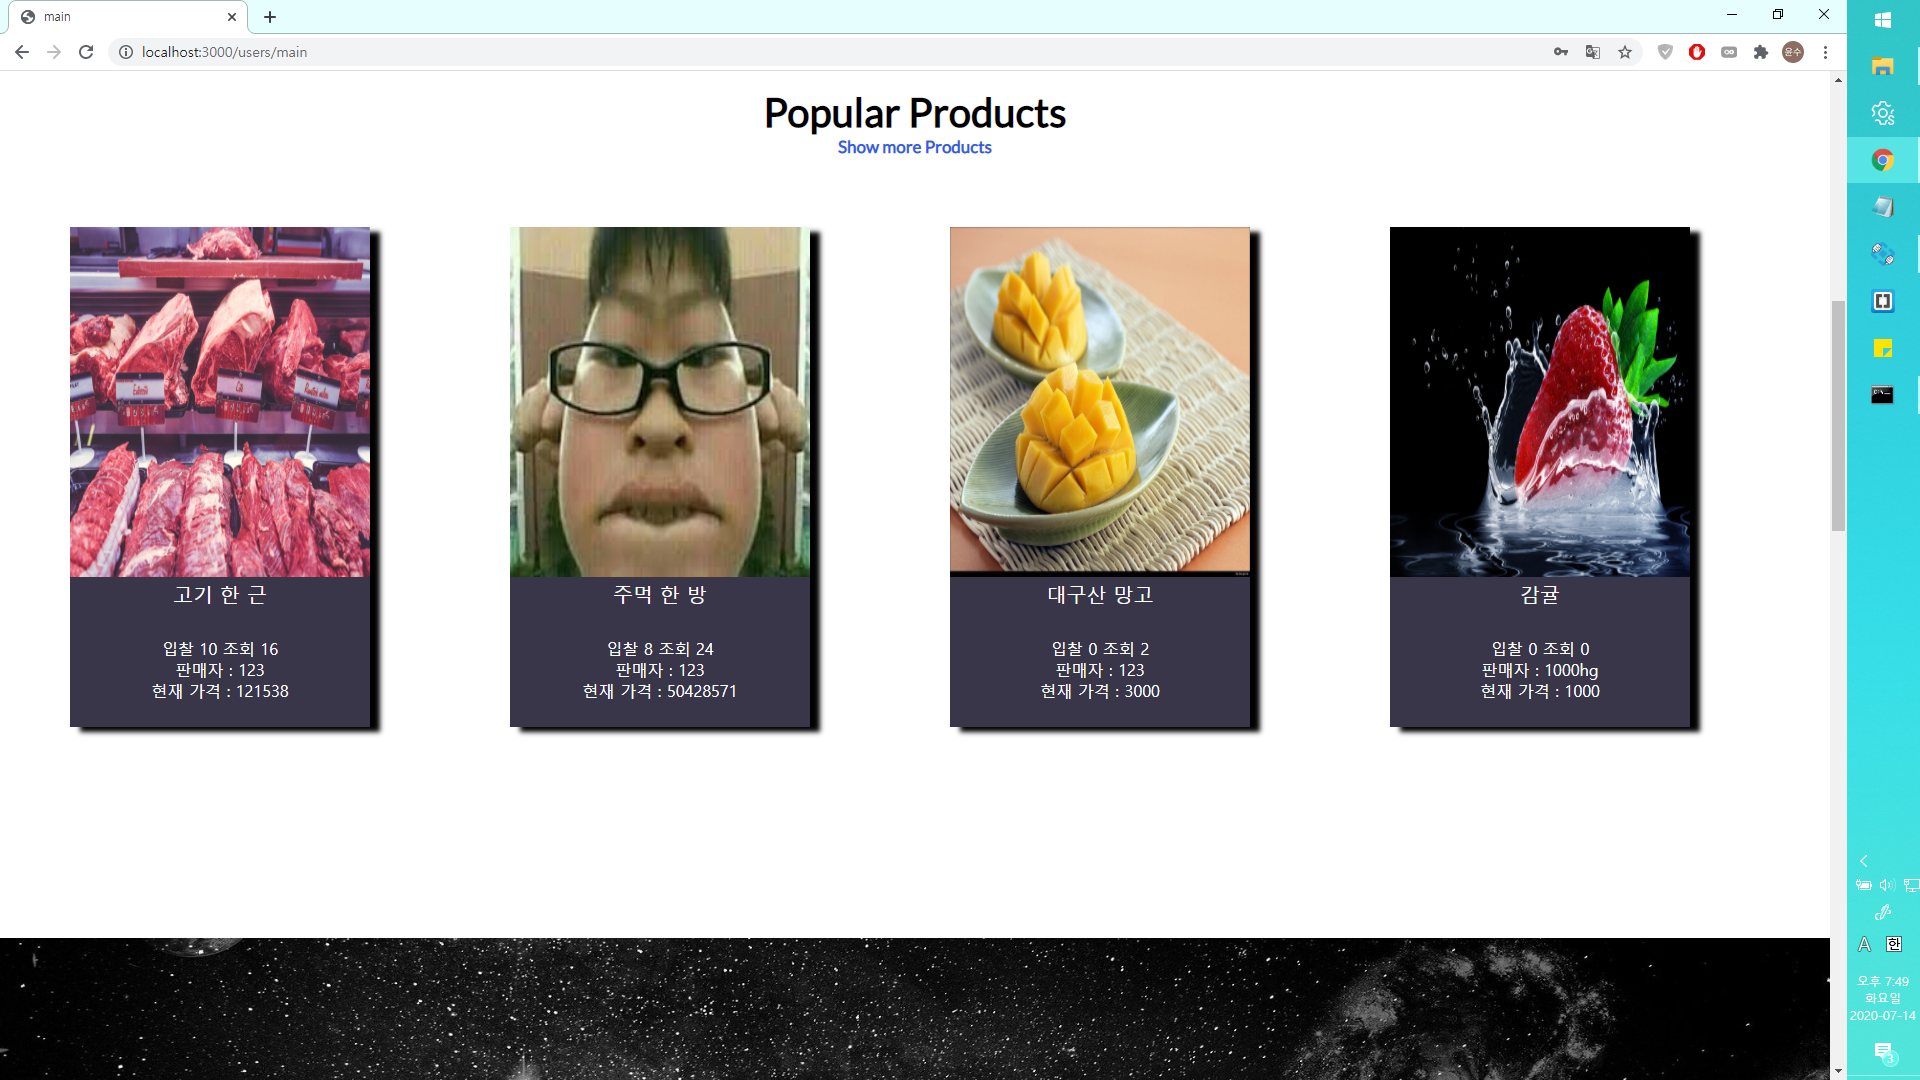 main
localhost:3000/users/main
윤수
Popular Products
Show more Products
고기 한 근
입찰 10 조회 16
판매자 : 123
현재 가격 : 121538
주먹 한 방
입찰 8 조회 24
판매자 : 123
현재 가격 : 50428571
대구산 망고
입찰 0 조회 2
판매자 : 123
현재 가격 : 3000
감귤
입찰 0 조회 0
판매자 : 1000hg
현재 가격 : 1000
A 한
오후 7:49
화요일
2020-07-14
3